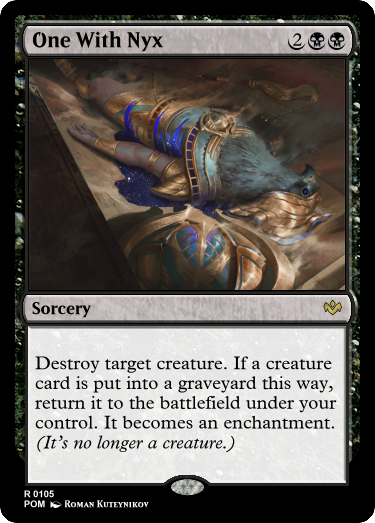 One With Nyx 2
Sorcery
Destroy target creature. If a creature
card is put into a graveyard this way,
return it to the battlefield under your
control. It becomes an enchantment.
(It's no longer a creature.)
R 0105
POM ROMAN KUTEYNIKOV